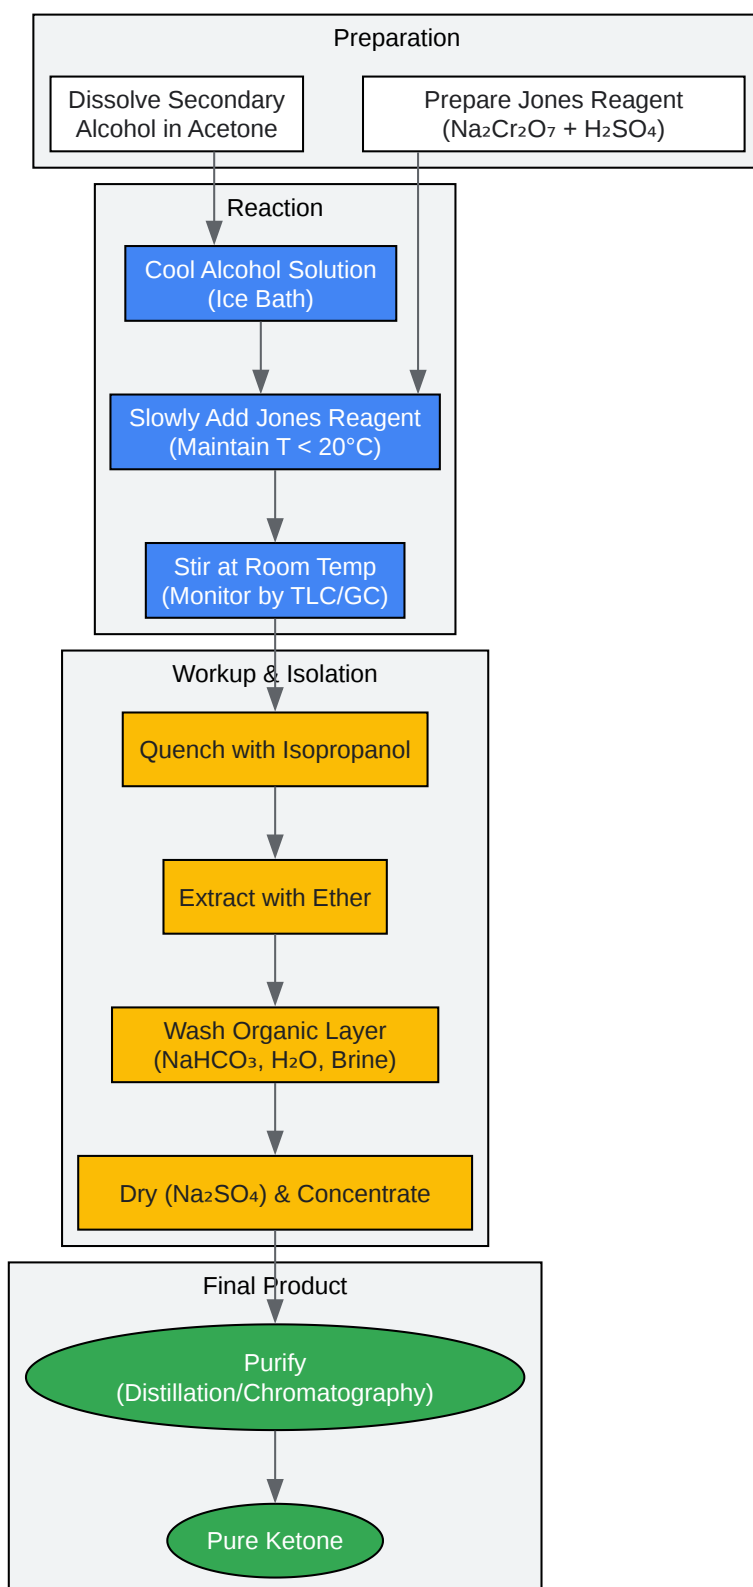 Preparation
Dissolve Secondary
Alcohol in Acetone
Prepare Jones Reagent
(Na₂Cr₂O₇ + H₂SO₄)
Reaction
Cool Alcohol Solution
(Ice Bath)
Slowly Add Jones Reagent
(Maintain T < 20°C)
Stir at Room Temp
(Monitor by TLC/GC)
Workup & Isolation
Quench with Isopropanol
Extract with Ether
Wash Organic Layer
(NaHCO₃, H₂O, Brine)
Dry (Na₂SO₄) & Concentrate
Final Product
Purify
(Distillation/Chromatography)
Pure Ketone